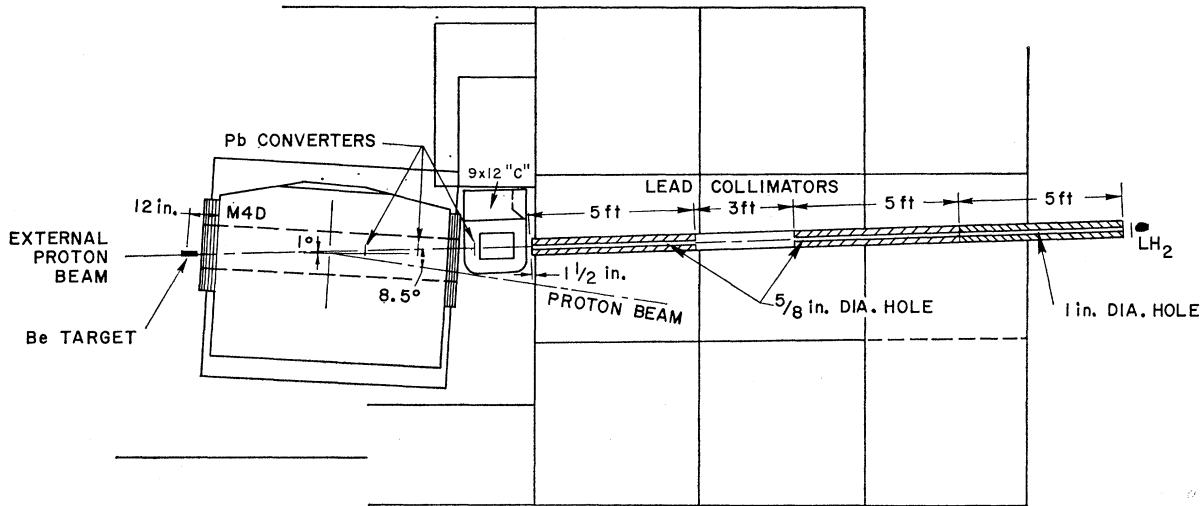 Pb CONVERTERS
9x12 "C"
LEAD COLLIMATORS
12 in.
M4D
5 ft
3 ft
5 ft
5 ft
EXTERNAL
PROTON
BEAM
1°
LH2
8.5°
1 1/2 in.
PROTON BEAM
5/8 in. DIA. HOLE
1 in. DIA. HOLE
Be TARGET